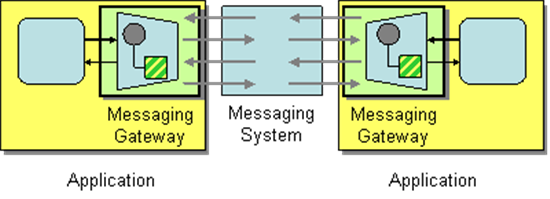 Messaging
Gateway
Messaging
System
Messaging
Gateway
Application
Application